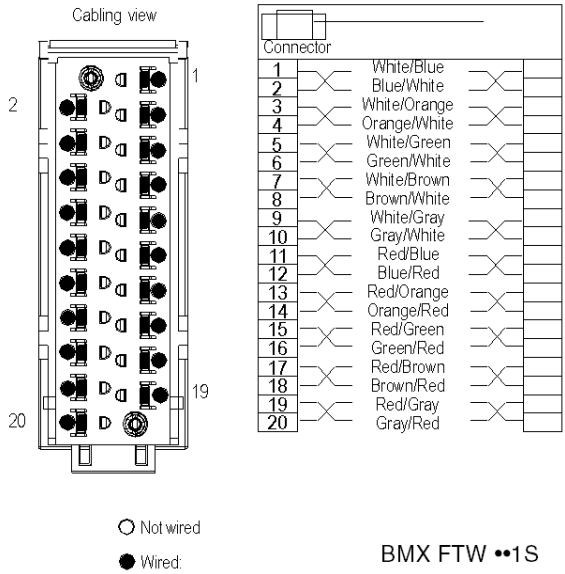 Cabling view
1
2
19
20
Not wired
Wired:
Connector
1 White/Blue
2 Blue/White
3 White/Orange
4 Orange/White
5 White/Green
6 Green/White
7 White/Brown
8 Brown/White
9 White/Gray
10 Gray/White
11 Red/Blue
12 Blue/Red
13 Red/Orange
14 Orange/Red
15 Red/Green
16 Green/Red
17 Red/Brown
18 Brown/Red
19 Red/Gray
20 Gray/Red
BMX FTW ••1S